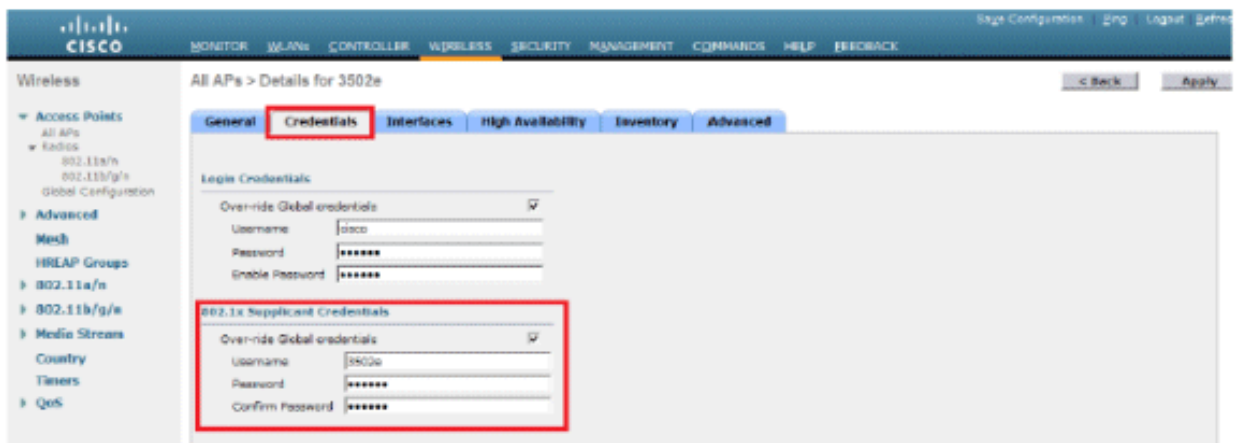 Save Configuration | Ping | Logout | Refres
CISCO
MONITOR WLANs CONTROLLER WIRELESS SECURITY MANAGEMENT COMMANDS HELP FEEDBACK
Wireless
All APs > Details for 3502e
< Back
Apply
Access Points
All APs
Radios
802.11a/n
802.11b/g/n
Global Configuration
Advanced
Mesh
HREAP Groups
802.11a/n
802.11b/g/n
Media Stream
Country
Timers
QoS
General Credentials Interfaces High Availability Inventory Advanced
Login Credentials
Over-ride Global credentials
Username cisco
Password ••••••
Enable Password ••••••
802.1x Supplicant Credentials
Over-ride Global credentials
Username 3502e
Password ••••••
Confirm Password ••••••